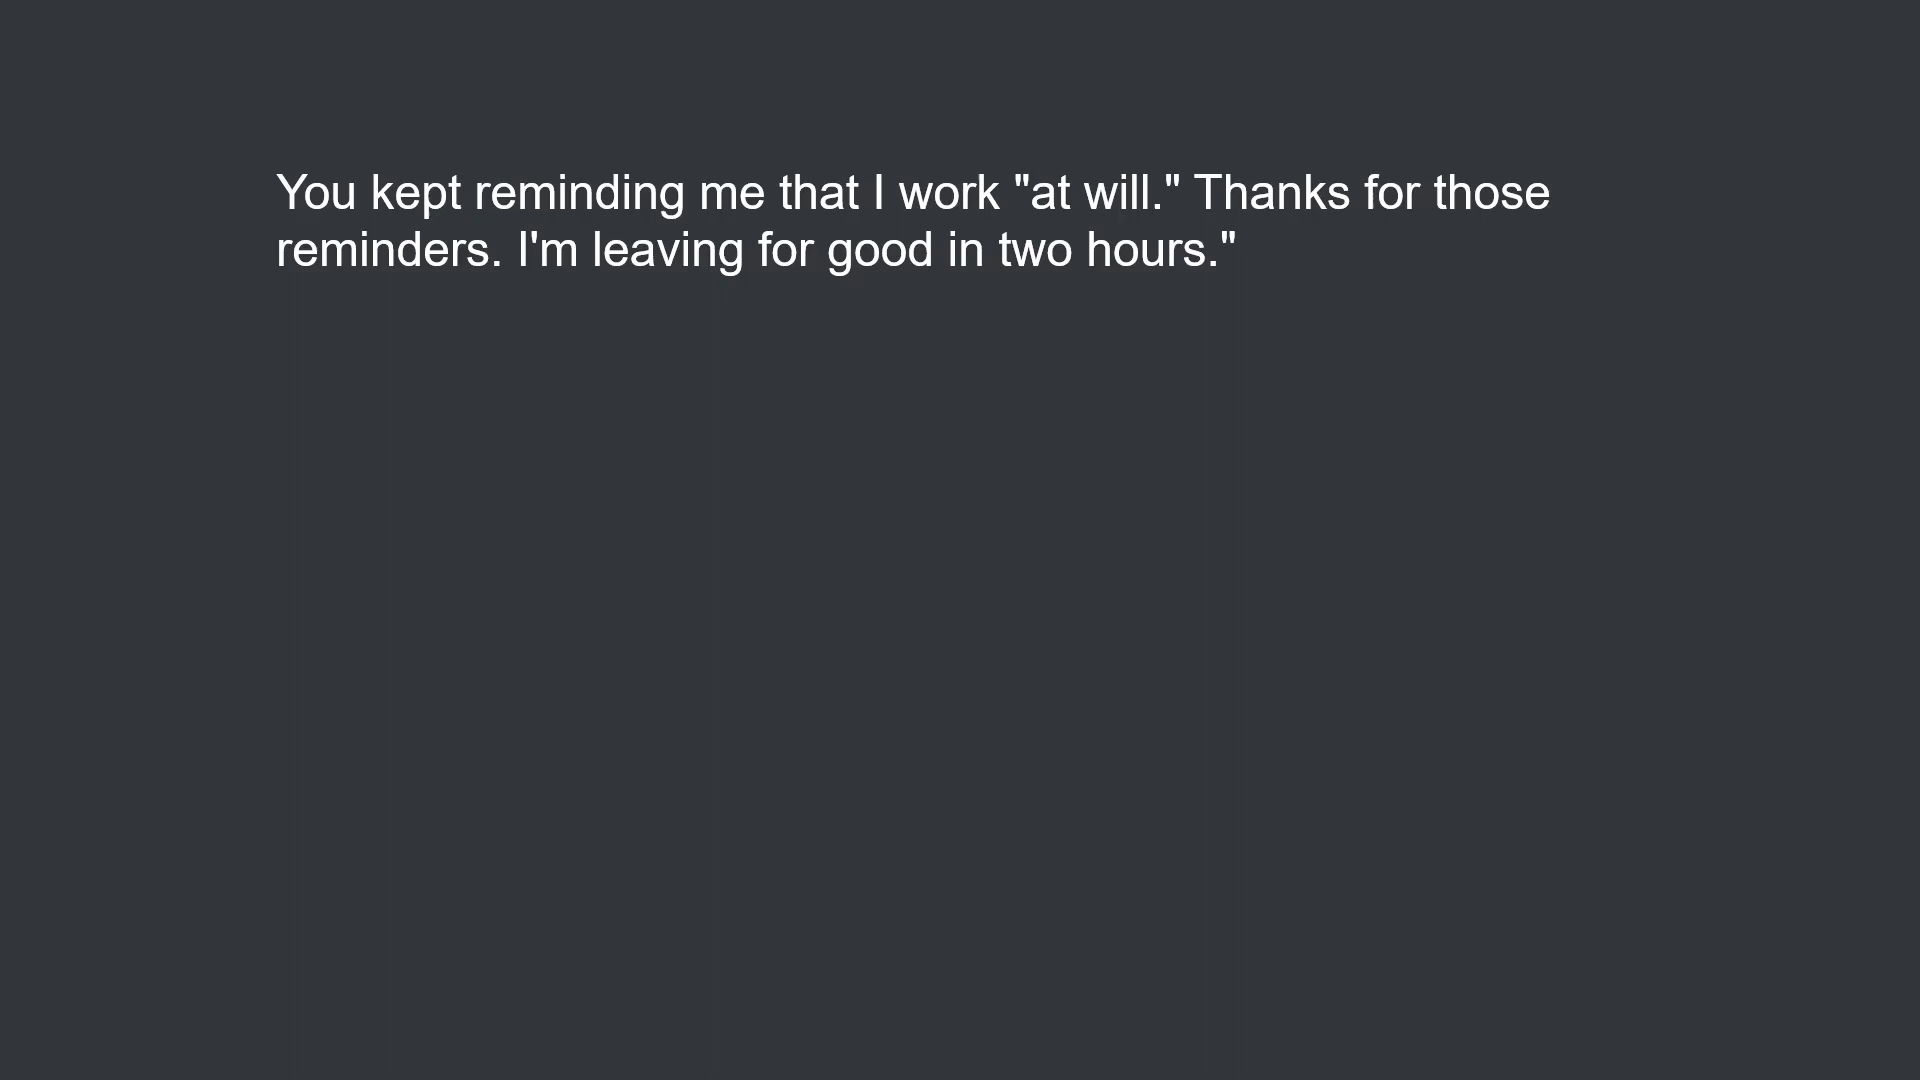 You kept reminding me that I work "at will." Thanks for those
reminders. I'm leaving for good in two hours."